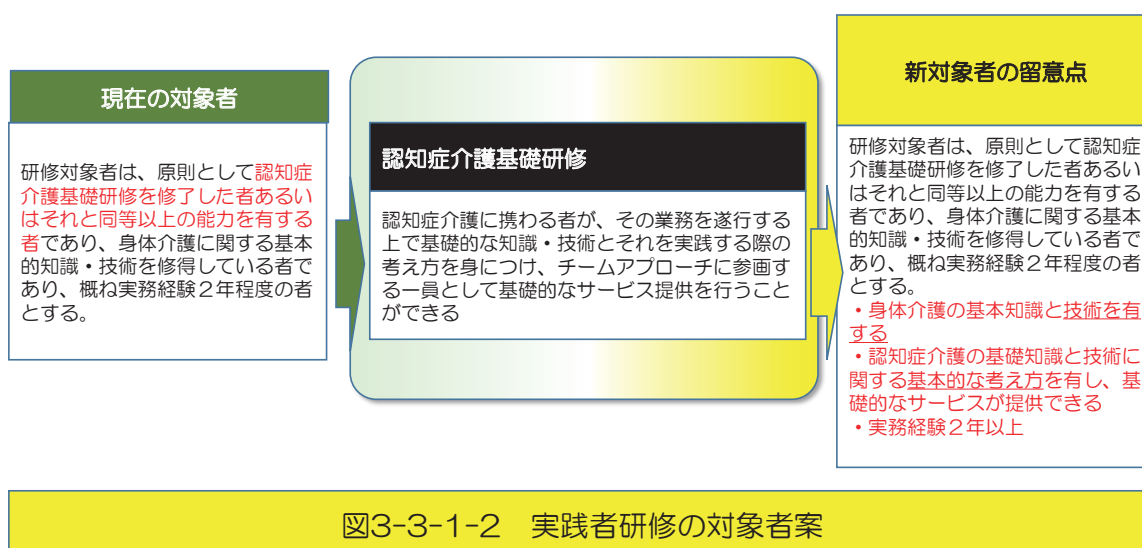 現在の対象者
研修対象者は、原則として認知症
介護基礎研修を修了した者あるい
はそれと同等以上の能力を有する
者であり、身体介護に関する基本
的知識・技術を修得している者で
あり、概ね実務経験２年程度の者
とする。
認知症介護基礎研修
認知症介護に携わる者が、その業務を遂行する
上で基礎的な知識・技術とそれを実践する際の
考え方を身につけ、チームアプローチに参画す
る一員として基礎的なサービス提供を行うこと
ができる
新対象者の留意点
研修対象者は、原則として認知症
介護基礎研修を修了した者あるい
はそれと同等以上の能力を有する
者であり、身体介護に関する基本
的知識・技術を修得している者で
あり、概ね実務経験２年程度の者
とする。
・身体介護の基本知識と技術を有
する
・認知症介護の基礎知識と技術に
関する基本的な考え方を有し、基
礎的なサービスが提供できる
・実務経験２年以上
図3-3-1-2　実践者研修の対象者案